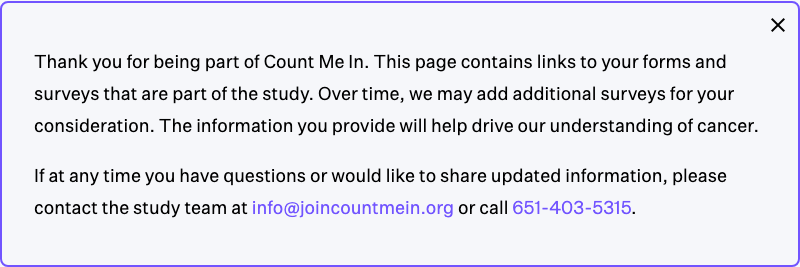 Thank you for being part of Count Me In. This page contains links to your forms and
surveys that are part of the study. Over time, we may add additional surveys for your
consideration. The information you provide will help drive our understanding of cancer.
If at any time you have questions or would like to share updated information, please
contact the study team at info@joincountmein.org or call 651-403-5315.